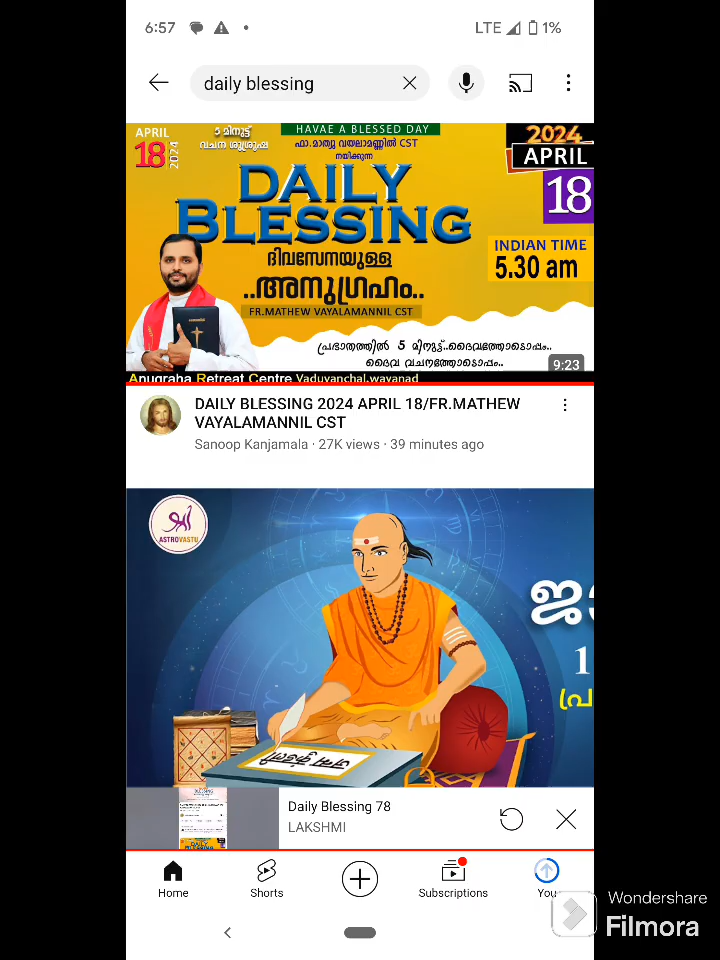 6:57
LTE 1%
daily blessing
APRIL
18
2024
5 മിനുട്ട്
വചന ശുശ്രൂഷ
HAVAE A BLESSED DAY
ഫാ.മാത്യു വയലാമണ്ണിൽ CST
നയിക്കുന്ന
DAILY
BLESSING
ദിവസേനയുള്ള
..അനുഗ്രഹം..
FR.MATHEW VAYALAMANNIL CST
2024
APRIL
18
INDIAN TIME
5.30 am
പ്രഭാതത്തിൽ 5 മിനുട്ട്..ദൈവത്തോടൊപ്പം..
ദൈവ വചനത്തോടൊപ്പം..
9:23
Anugraha Retreat Centre Vaduvanchal,wayanad
DAILY BLESSING 2024 APRIL 18/FR.MATHEW
VAYALAMANNIL CST
Sanoop Kanjamala · 27K views · 39 minutes ago
ശ്രീ
ASTROVASTU
1
പ്ര
Daily Blessing 78
LAKSHMI
Home
Shorts
Subscriptions
You
Wondershare
Filmora